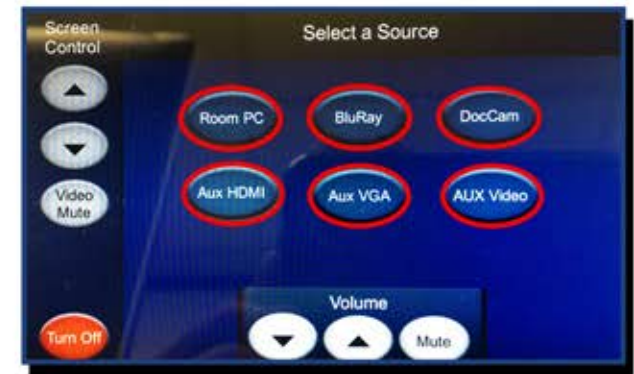 Screen
Control
Select a Source
Room PC
BluRay
DocCam
Aux HDMI
Aux VGA
AUX Video
Video
Mute
Volume
Turn Off
Mute